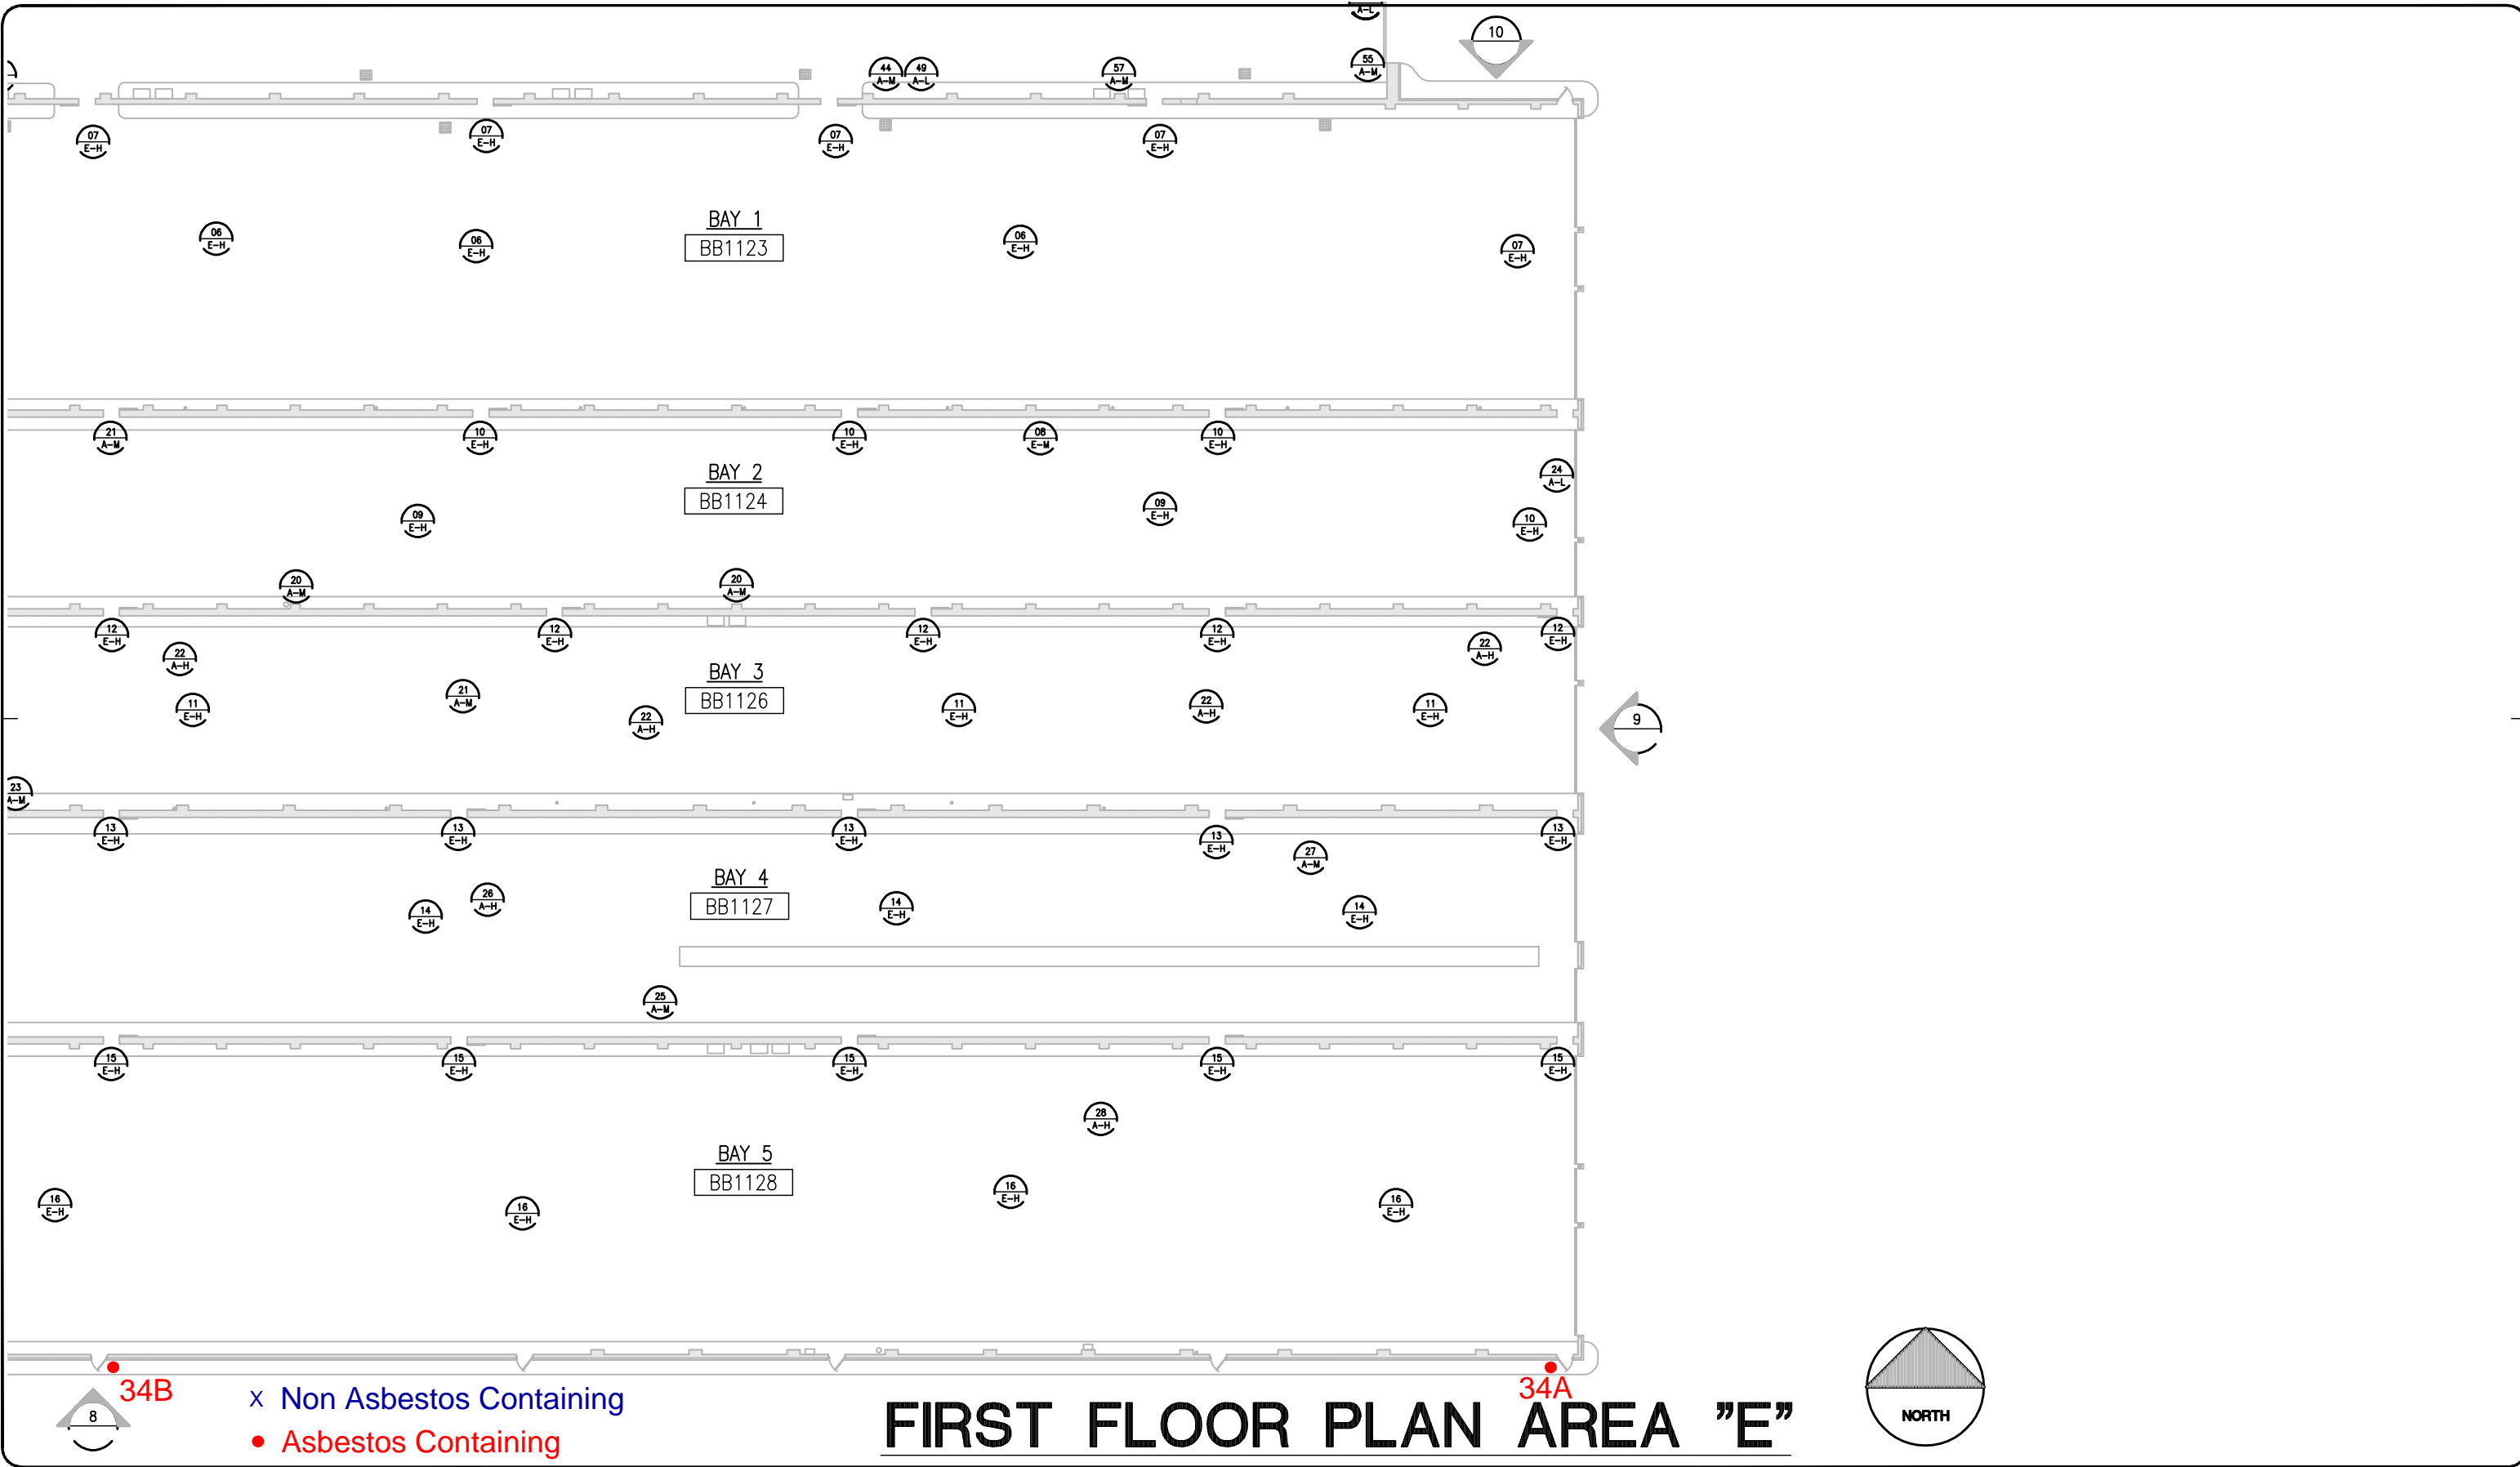 A-L
10
44
A-M
49
A-L
57
A-M
55
A-M
07
E-H
07
E-H
07
E-H
07
E-H
BAY 1
BB1123
06
E-H
06
E-H
06
E-H
07
E-H
21
A-M
10
E-H
10
E-H
08
E-M
10
E-H
BAY 2
BB1124
24
A-L
09
E-H
09
E-H
10
E-H
20
A-M
20
A-M
12
E-H
12
E-H
12
E-H
12
E-H
12
E-H
22
A-H
22
A-H
BAY 3
BB1126
11
E-H
21
A-M
22
A-H
11
E-H
22
A-H
11
E-H
9
23
A-M
13
E-H
13
E-H
13
E-H
13
E-H
13
E-H
27
A-M
BAY 4
BB1127
14
E-H
26
A-H
14
E-H
14
E-H
25
A-M
15
E-H
15
E-H
15
E-H
15
E-H
15
E-H
28
A-H
BAY 5
BB1128
16
E-H
16
E-H
16
E-H
16
E-H
34B
34A
8
x Non Asbestos Containing
• Asbestos Containing
FIRST FLOOR PLAN AREA "E"
NORTH